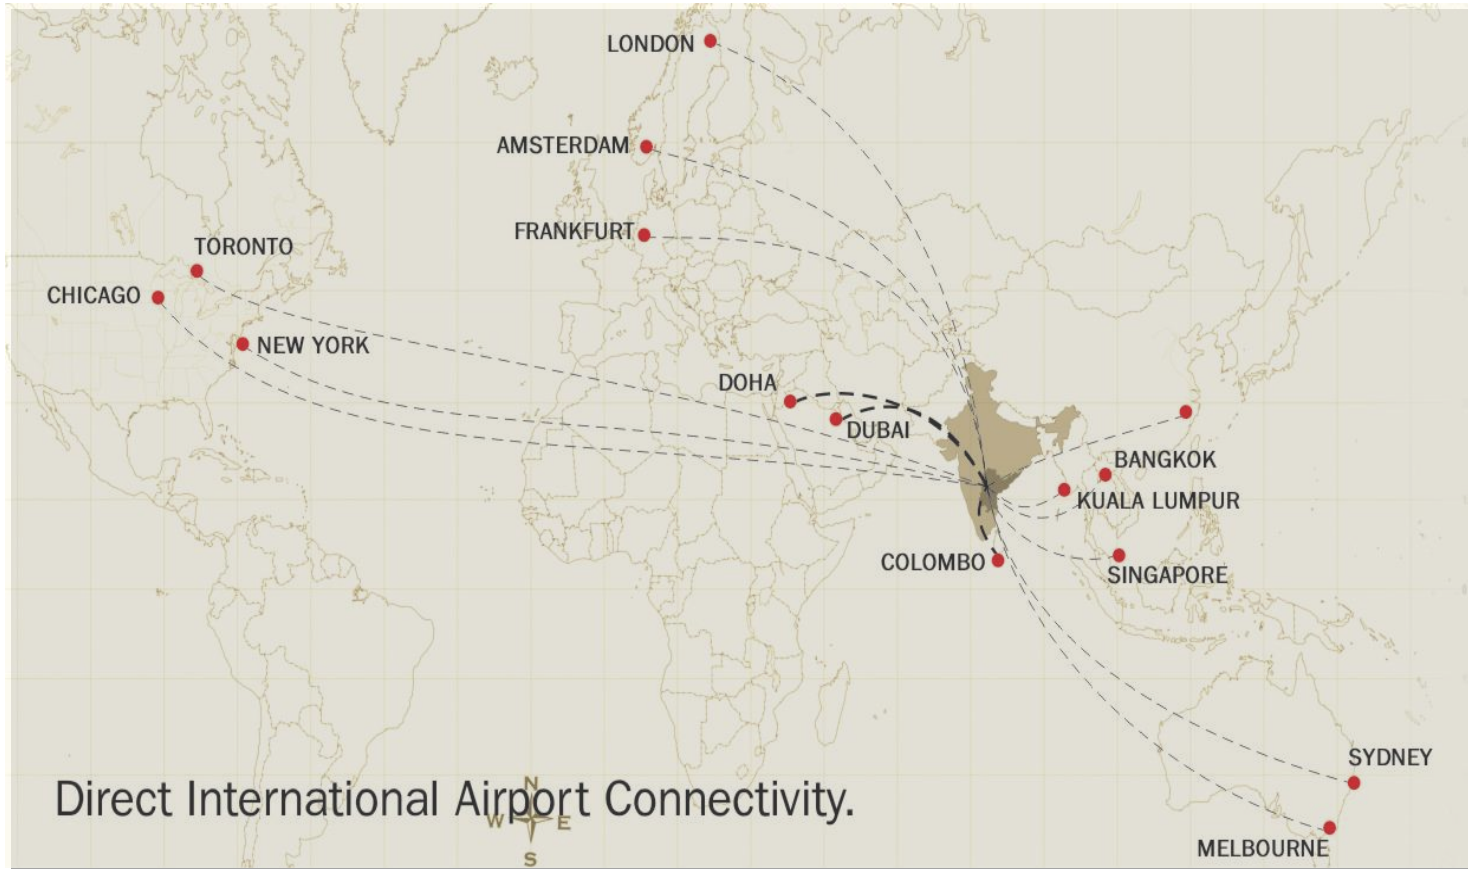 LONDON
AMSTERDAM
FRANKFURT
TORONTO
CHICAGO
NEW YORK
DOHA
DUBAI
BANGKOK
KUALA LUMPUR
COLOMBO
SINGAPORE
SYDNEY
Direct International Airport Connectivity.
N
W E
S
MELBOURNE